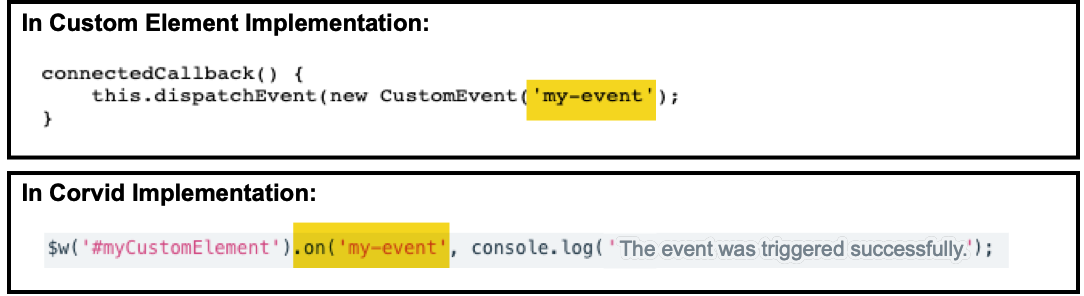 In Custom Element Implementation:
connectedCallback() {
    this.dispatchEvent(new CustomEvent('my-event');
}
In Corvid Implementation:
$w('#myCustomElement').on('my-event', console.log('The event was triggered successfully.');